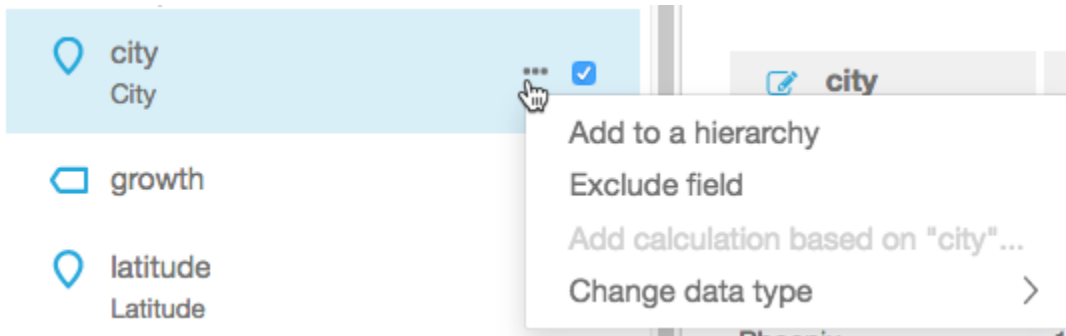 city
City
growth
latitude
Latitude
city
Add to a hierarchy
Exclude field
Add calculation based on "city"...
Change data type